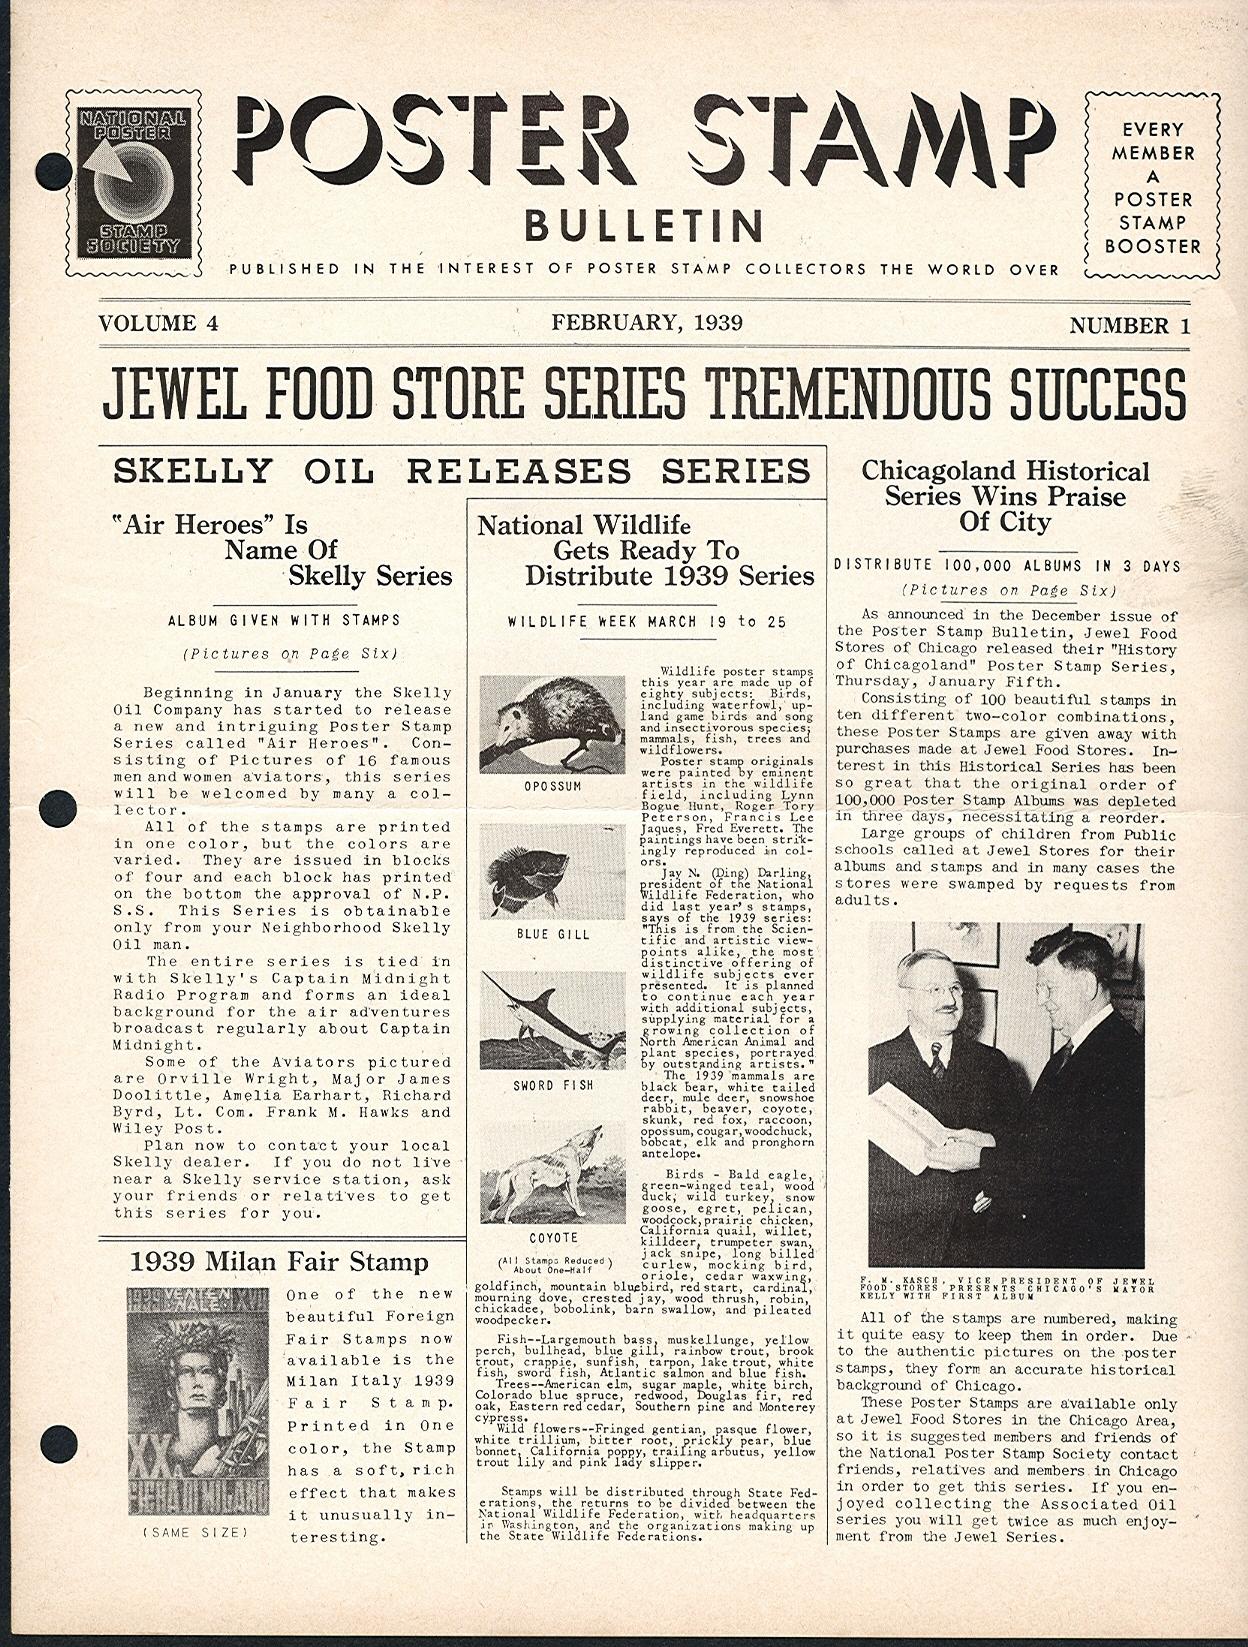 NATIONAL
POSTER
STAMP
SOCIETY
POSTER STAMP
BULLETIN
PUBLISHED IN THE INTEREST OF POSTER STAMP COLLECTORS THE WORLD OVER
EVERY
MEMBER
A
POSTER
STAMP
BOOSTER
VOLUME 4
FEBRUARY, 1939
NUMBER 1
JEWEL FOOD STORE SERIES TREMENDOUS SUCCESS
SKELLY OIL RELEASES SERIES
"Air Heroes" Is
Name Of
Skelly Series
ALBUM GIVEN WITH STAMPS
(Pictures on Page Six)
Beginning in January the Skelly
Oil Company has started to release
a new and intriguing Poster Stamp
Series called "Air Heroes". Con-
sisting of Pictures of 16 famous
men and women aviators, this series
will be welcomed by many a col-
lector.
All of the stamps are printed
in one color, but the colors are
varied. They are issued in blocks
of four and each block has printed
on the bottom the approval of N.P.
S.S. This Series is obtainable
only from your Neighborhood Skelly
Oil man.
The entire series is tied in
with Skelly's Captain Midnight
Radio Program and forms an ideal
background for the air adventures
broadcast regularly about Captain
Midnight.
Some of the Aviators pictured
are Orville Wright, Major James
Doolittle, Amelia Earhart, Richard
Byrd, Lt. Com. Frank M. Hawks and
Wiley Post.
Plan now to contact your local
Skelly dealer. If you do not live
near a Skelly service station, ask
your friends or relatives to get
this series for you.
1939 Milan Fair Stamp
XX.
FIERA DI MILANO
(SAME SIZE)
One of the new
beautiful Foreign
Fair Stamps now
available is the
Milan Italy 1939
Fair Stamp.
Printed in One
color, the Stamp
has a soft, rich
effect that makes
it unusually in-
teresting.
National Wildlife
Gets Ready To
Distribute 1939 Series
WILDLIFE WEEK MARCH 19 to 25
OPOSSUM
BLUE GILL
SWORD FISH
COYOTE
(All Stamps Reduced)
About One-Half
Wildlife poster stamps
this year are made up of
eighty subjects: Birds,
including waterfowl, up-
land game birds and song
and insectivorous species;
mammals, fish, trees and
wildflowers.
Poster stamp originals
were painted by eminent
artists in the wildlife
field, including Lynn
Bogue Hunt, Roger Tory
Peterson, Francis Lee
Jaques, Fred Everett. The
paintings have been strik-
ingly reproduced in col-
ors.
Jay N. (Ding) Darling,
president of the National
Wildlife Federation, who
did last year's stamps,
says of the 1939 series:
"This is from the Scien-
tific and artistic view-
points alike, the most
distinctive offering of
wildlife subjects ever
presented. It is planned
to continue each year
with additional subjects,
supplying material for a
growing collection of
North American Animal and
plant species, portrayed
by outstanding artists."
The 1939 mammals are
black bear, white tailed
deer, mule deer, snowshoe
rabbit, beaver, coyote,
skunk, red fox, raccoon,
opossum, cougar, woodchuck,
bobcat, elk and pronghorn
antelope.
Birds - Bald eagle,
green-winged teal, wood
duck, wild turkey, snow
goose, egret, pelican,
woodcock, prairie chicken,
California quail, willet,
killdeer, trumpeter swan,
jack snipe, long billed
curlew, mocking bird,
oriole, cedar waxwing,
goldfinch, mountain bluebird, red start, cardinal,
mourning dove, crested jay, wood thrush, robin,
chickadee, bobolink, barn swallow, and pileated
woodpecker.
Fish--Largemouth bass, muskellunge, yellow
perch, bullhead, blue gill, rainbow trout, brook
trout, crappie, sunfish, tarpon, lake trout, white
fish, sword fish, Atlantic salmon and blue fish.
Trees--American elm, sugar maple, white birch,
Colorado blue spruce, redwood, Douglas fir, red
oak, Eastern red cedar, Southern pine and Monterey
cypress.
Wild flowers--Fringed gentian, pasque flower,
white trillium, bitter root, prickly pear, blue
bonnet, California poppy, trailing arbutus, yellow
trout lily and pink lady slipper.
Stamps will be distributed through State Fed-
erations, the returns to be divided between the
National Wildlife Federation, with headquarters
in Washington, and the organizations making up
the State Wildlife Federations.
Chicagoland Historical
Series Wins Praise
Of City
DISTRIBUTE 100,000 ALBUMS IN 3 DAYS
(Pictures on Page Six)
As announced in the December issue of
the Poster Stamp Bulletin, Jewel Food
Stores of Chicago released their "History
of Chicagoland" Poster Stamp Series,
Thursday, January Fifth.
Consisting of 100 beautiful stamps in
ten different two-color combinations,
these Poster Stamps are given away with
purchases made at Jewel Food Stores. In-
terest in this Historical Series has been
so great that the original order of
100,000 Poster Stamp Albums was depleted
in three days, necessitating a reorder.
Large groups of children from Public
schools called at Jewel Stores for their
albums and stamps and in many cases the
stores were swamped by requests from
adults.
F. M. KASCH, VICE PRESIDENT OF JEWEL
FOOD STORES PRESENTS CHICAGO'S MAYOR
KELLY WITH FIRST ALBUM
All of the stamps are numbered, making
it quite easy to keep them in order. Due
to the authentic pictures on the poster
stamps, they form an accurate historical
background of Chicago.
These Poster Stamps are available only
at Jewel Food Stores in the Chicago Area,
so it is suggested members and friends of
the National Poster Stamp Society contact
friends, relatives and members in Chicago
in order to get this series. If you en-
joyed collecting the Associated Oil
series you will get twice as much enjoy-
ment from the Jewel Series.